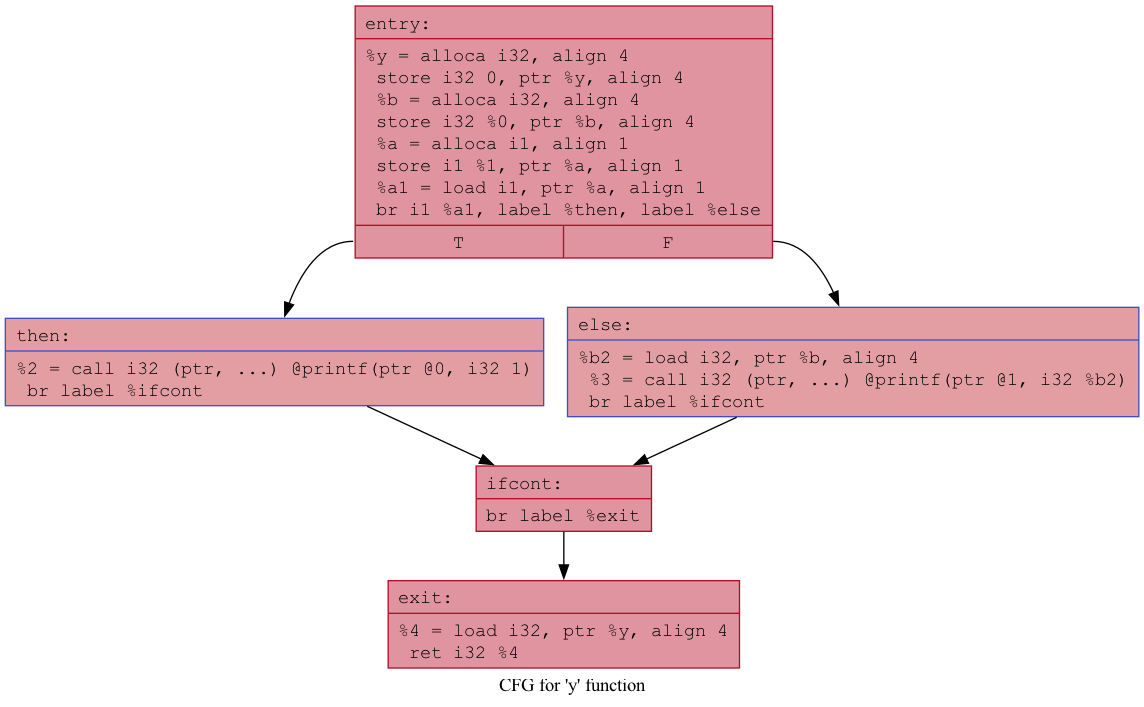 entry:
%y = alloca i32, align 4
store i32 0, ptr %y, align 4
%b = alloca i32, align 4
store i32 %0, ptr %b, align 4
%a = alloca i1, align 1
store i1 %1, ptr %a, align 1
%a1 = load i1, ptr %a, align 1
br i1 %a1, label %then, label %else
T F
then:
%2 = call i32 (ptr, ...) @printf(ptr @0, i32 1)
br label %ifcont
else:
%b2 = load i32, ptr %b, align 4
%3 = call i32 (ptr, ...) @printf(ptr @1, i32 %b2)
br label %ifcont
ifcont:
br label %exit
exit:
%4 = load i32, ptr %y, align 4
ret i32 %4
CFG for 'y' function